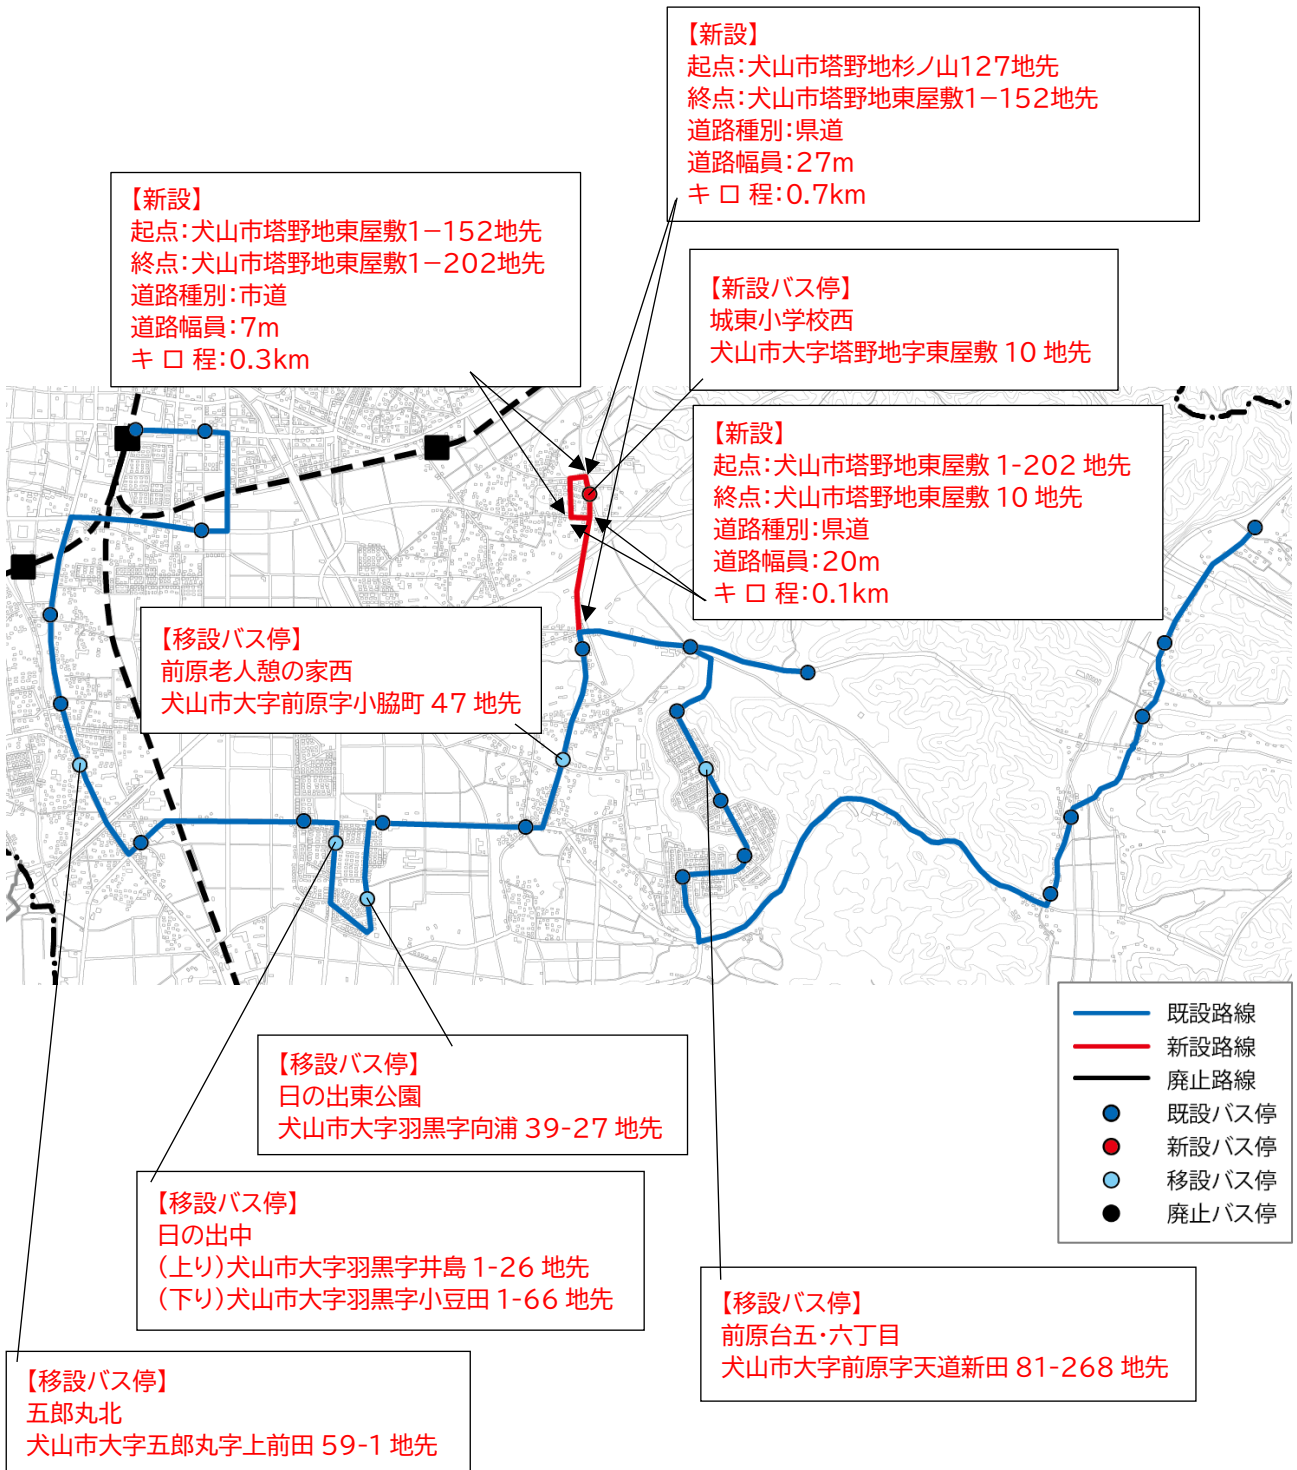 【新設】
起点:犬山市塔野地杉ノ山127地先
終点:犬山市塔野地東屋敷1−152地先
道路種別:県道
道路幅員:27m
キ ロ 程:0.7km
【新設】
起点:犬山市塔野地東屋敷1−152地先
終点:犬山市塔野地東屋敷1−202地先
道路種別:市道
道路幅員:7m
キ ロ 程:0.3km
【新設バス停】
城東小学校西
犬山市大字塔野地字東屋敷 10 地先
【新設】
起点:犬山市塔野地東屋敷 1-202 地先
終点:犬山市塔野地東屋敷 10 地先
道路種別:県道
道路幅員:20m
キ ロ 程:0.1km
【移設バス停】
前原老人憩の家西
犬山市大字前原字小脇町 47 地先
既設路線
新設路線
廃止路線
既設バス停
新設バス停
移設バス停
廃止バス停
【移設バス停】
日の出東公園
犬山市大字羽黒字向浦 39-27 地先
【移設バス停】
日の出中
(上り)犬山市大字羽黒字井島 1-26 地先
(下り)犬山市大字羽黒字小豆田 1-66 地先
【移設バス停】
前原台五・六丁目
犬山市大字前原字天道新田 81-268 地先
【移設バス停】
五郎丸北
犬山市大字五郎丸字上前田 59-1 地先